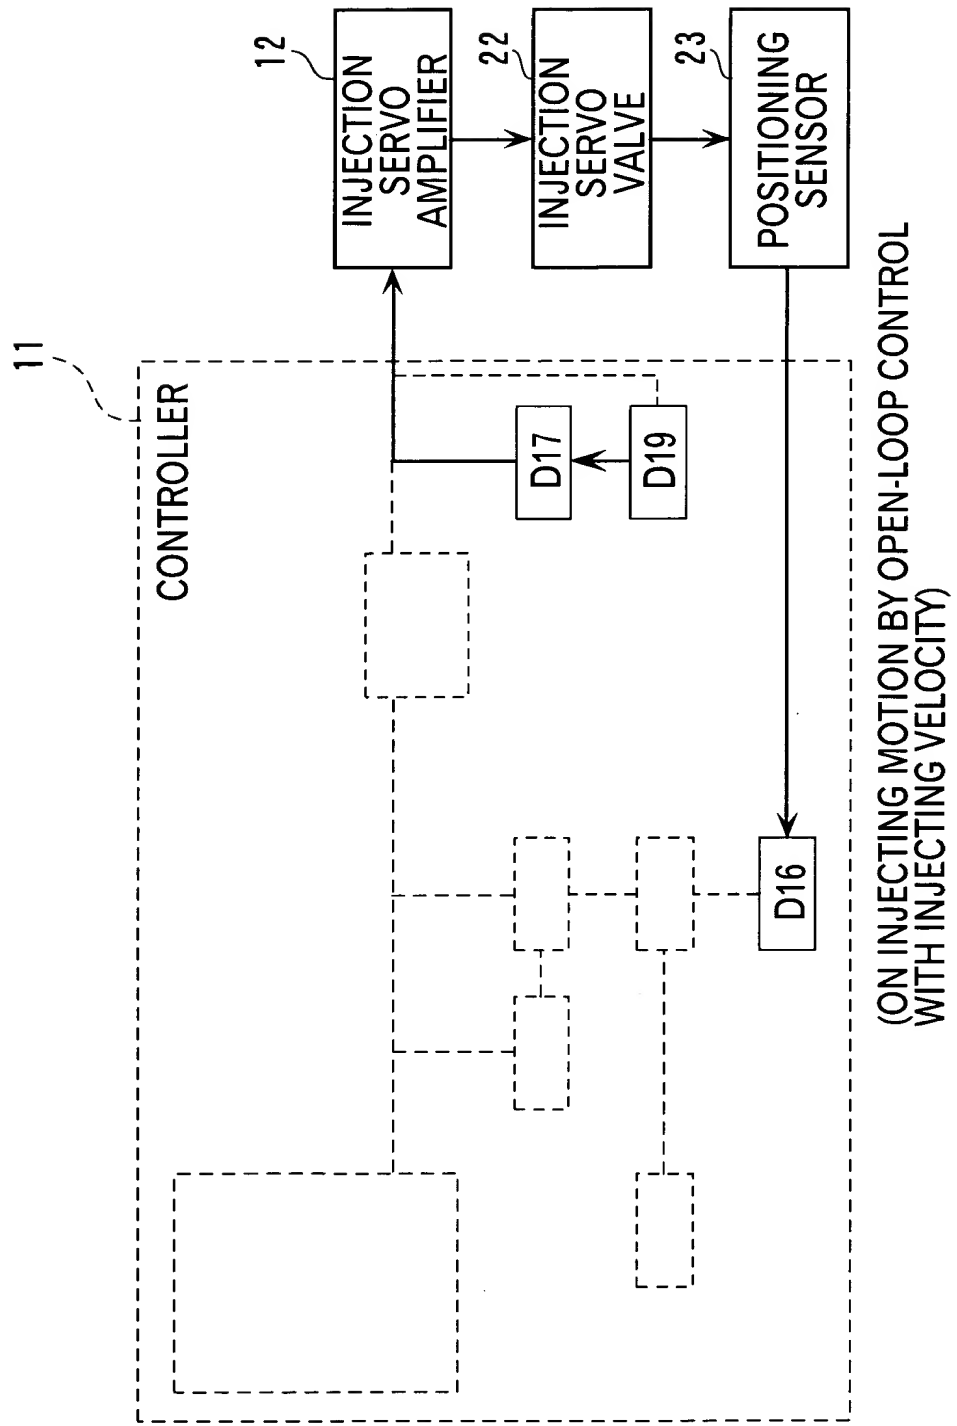 11
CONTROLLER
12
INJECTION
SERVO
AMPLIFIER
22
INJECTION
SERVO
VALVE
23
POSITIONING
SENSOR
D17
D19
D16
(ON INJECTING MOTION BY OPEN-LOOP CONTROL
WITH INJECTING VELOCITY)